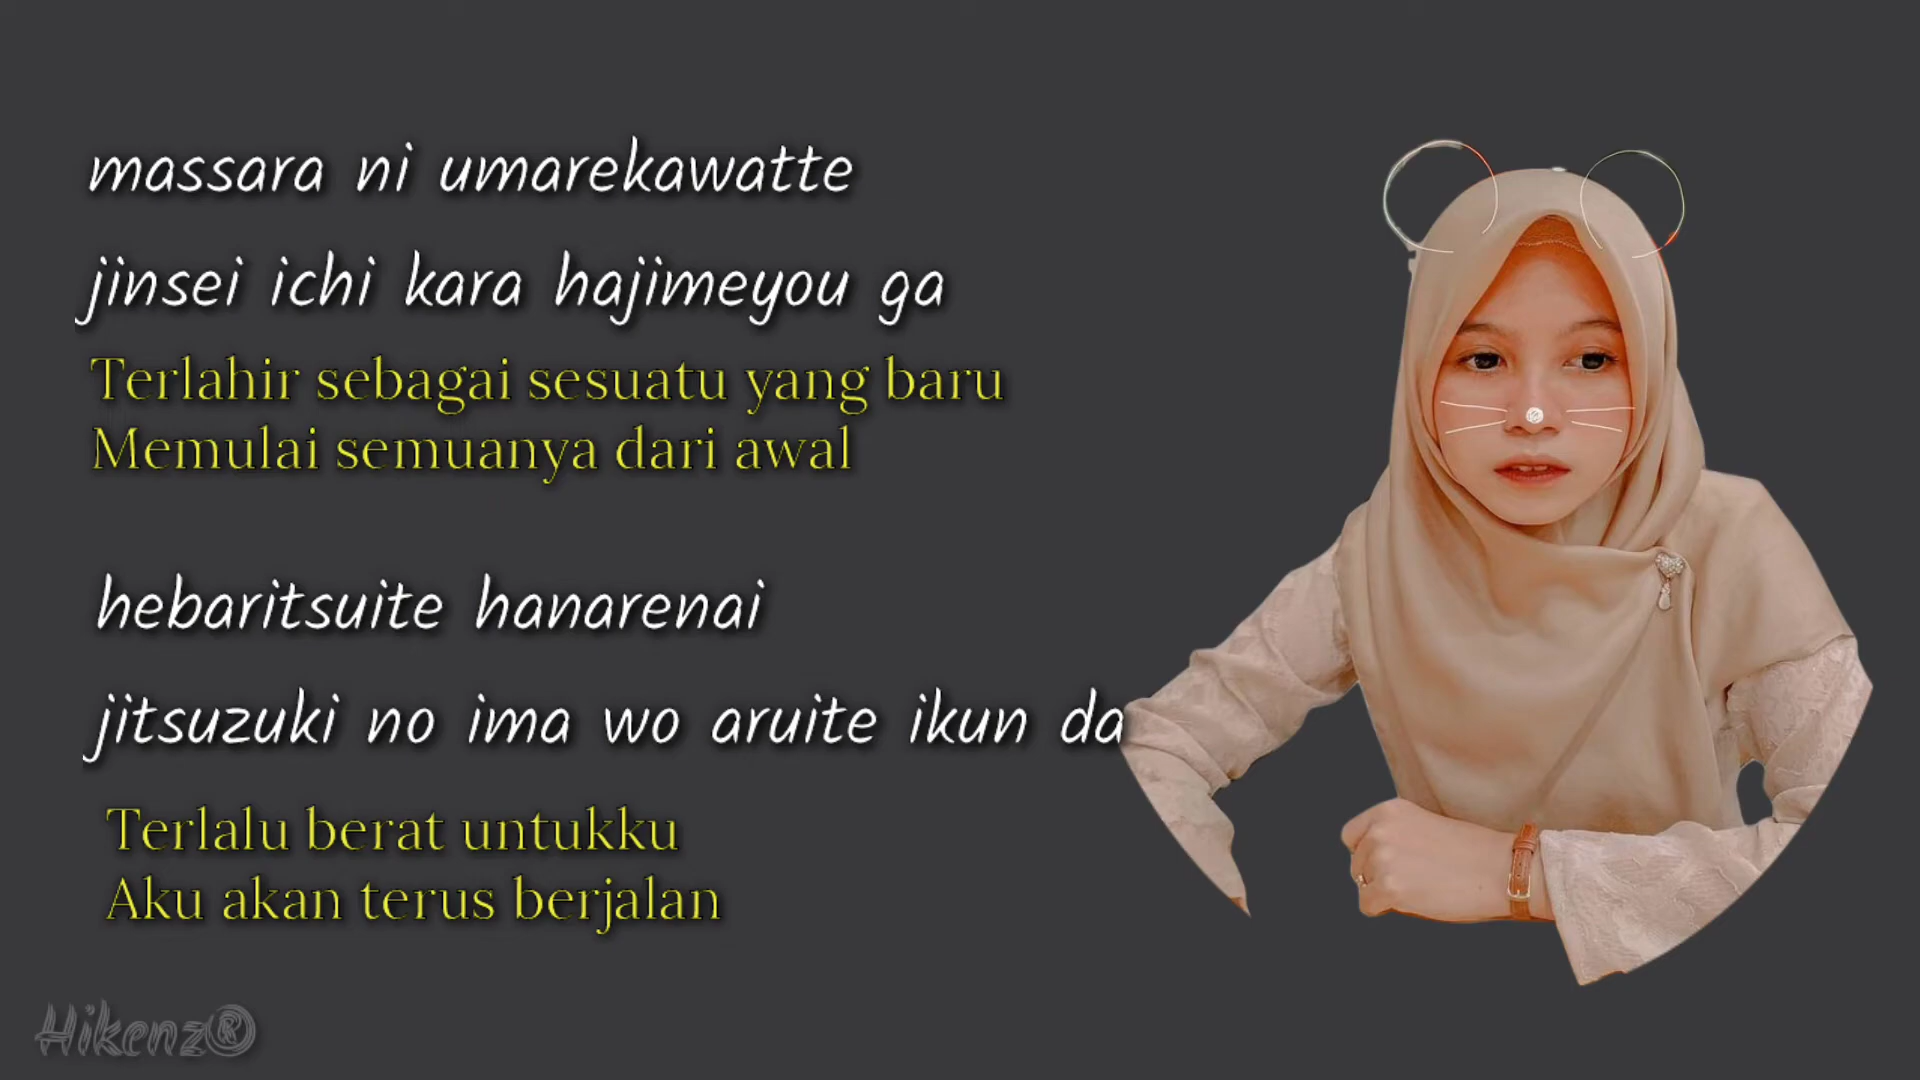 massara ni umarekawatte
jinsei ichi kara hajimeyou ga
Terlahir sebagai sesuatu yang baru
Memulai semuanya dari awal
hebaritsuite hanarenai
jitsuzuki no ima wo aruite ikun da
Terlalu berat untukku
Aku akan terus berjalan
Hikenz®